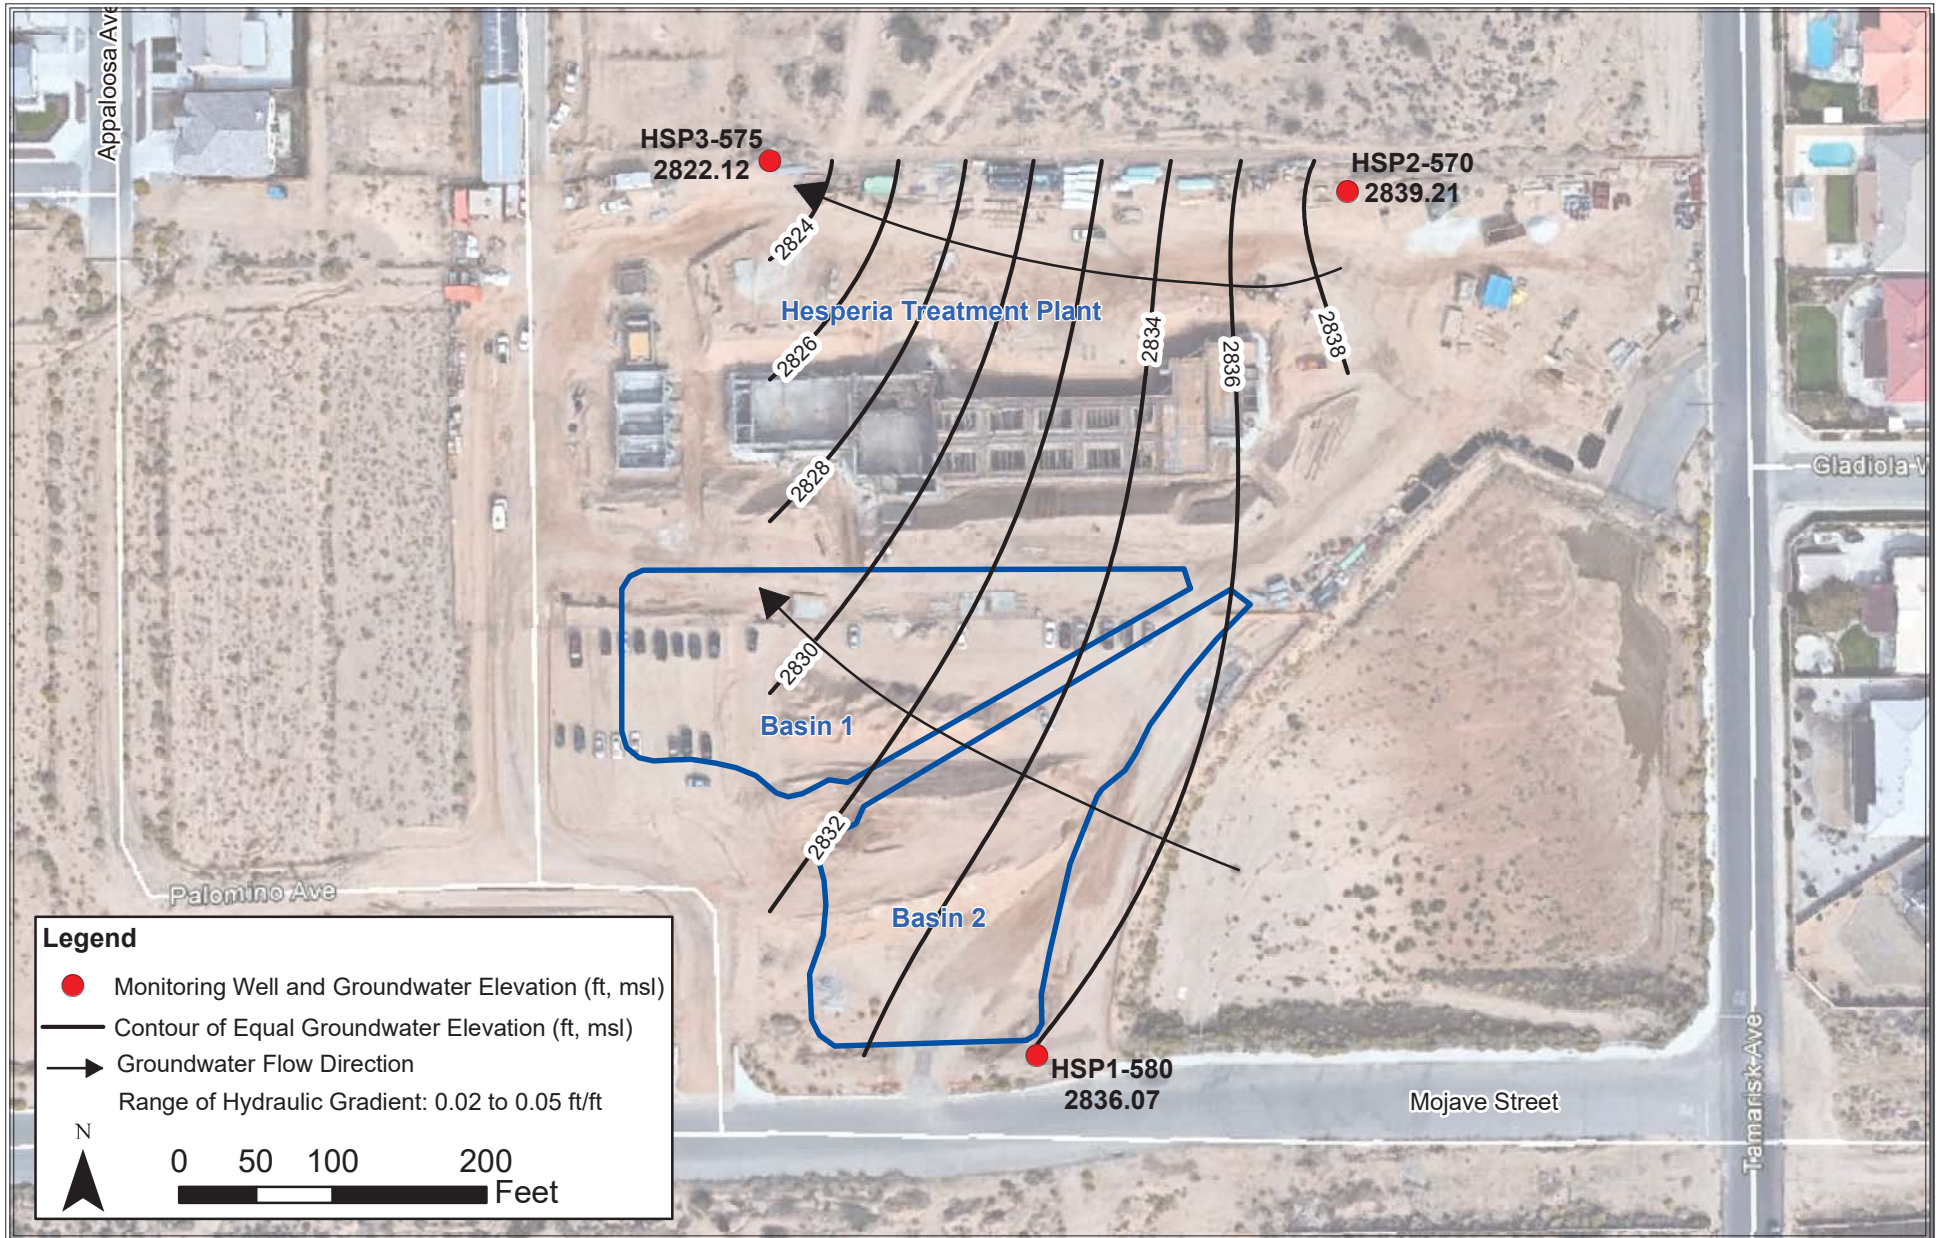 Appaloosa Ave
HSP3-575
2822.12
HSP2-570
2839.21
2824
Hesperia Treatment Plant
2826
2834
2836
2838
2828
Gladiola
2830
Basin 1
2832
Palomino Ave
Basin 2
HSP1-580
2836.07
Mojave Street
Tamarisk Ave
Legend
Monitoring Well and Groundwater Elevation (ft, msl)
Contour of Equal Groundwater Elevation (ft, msl)
Groundwater Flow Direction
Range of Hydraulic Gradient: 0.02 to 0.05 ft/ft
N
0 50 100 200
Feet